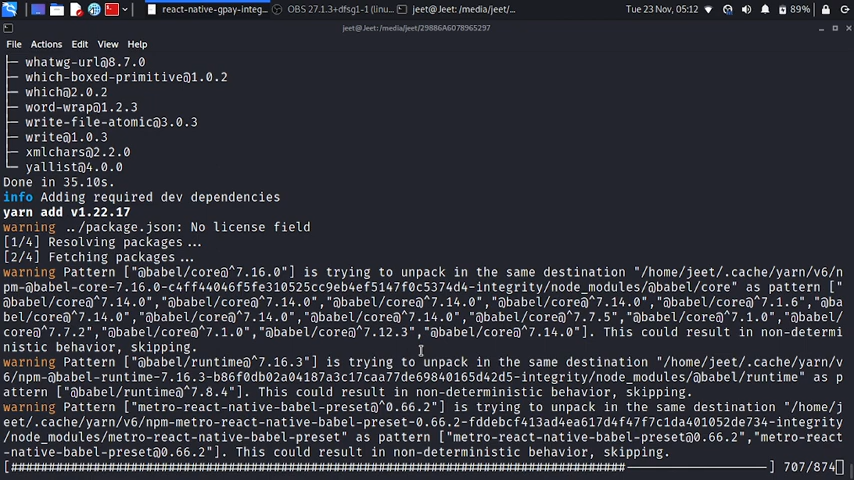 react-native-gpay-integ...
OBS 27.1.3+dfsg1-1 (linu...
jeet@Jeet: /media/jeet/...
Tue 23 Nov, 05:12
89%
jeet@Jeet: /media/jeet/29886A6078965297
File Actions Edit View Help
├─ whatwg-url@8.7.0
├─ which-boxed-primitive@1.0.2
├─ which@2.0.2
├─ word-wrap@1.2.3
├─ write-file-atomic@3.0.3
├─ write@1.0.3
├─ xmlchars@2.2.0
└─ yallist@4.0.0
Done in 35.10s.
info Adding required dev dependencies
yarn add v1.22.17
warning ../package.json: No license field
[1/4] Resolving packages...
[2/4] Fetching packages...
warning Pattern ["@babel/core@^7.16.0"] is trying to unpack in the same destination "/home/jeet/.cache/yarn/v6/n
pm-@babel-core-7.16.0-c4ff44046f5fe310525cc9eb4ef5147f0c5374d4-integrity/node_modules/@babel/core" as pattern ["
@babel/core@^7.14.0","@babel/core@^7.14.0","@babel/core@^7.14.0","@babel/core@^7.14.0","@babel/core@^7.1.6","@ba
bel/core@^7.14.0","@babel/core@^7.14.0","@babel/core@^7.14.0","@babel/core@^7.7.5","@babel/core@^7.1.0","@babel/
core@^7.7.2","@babel/core@^7.1.0","@babel/core@^7.12.3","@babel/core@^7.14.0"]. This could result in non-determi
nistic behavior, skipping.
warning Pattern ["@babel/runtime@^7.16.3"] is trying to unpack in the same destination "/home/jeet/.cache/yarn/v
6/npm-@babel-runtime-7.16.3-b86f0db02a04187a3c17caa77de69840165d42d5-integrity/node_modules/@babel/runtime" as p
attern ["@babel/runtime@^7.8.4"]. This could result in non-deterministic behavior, skipping.
warning Pattern ["metro-react-native-babel-preset@^0.66.2"] is trying to unpack in the same destination "/home/j
eet/.cache/yarn/v6/npm-metro-react-native-babel-preset-0.66.2-fddebcf413ad4ea617d4f47f7c1da401052de734-integrity
/node_modules/metro-react-native-babel-preset" as pattern ["metro-react-native-babel-preset@0.66.2","metro-react
-native-babel-preset@0.66.2"]. This could result in non-deterministic behavior, skipping.
] 707/874